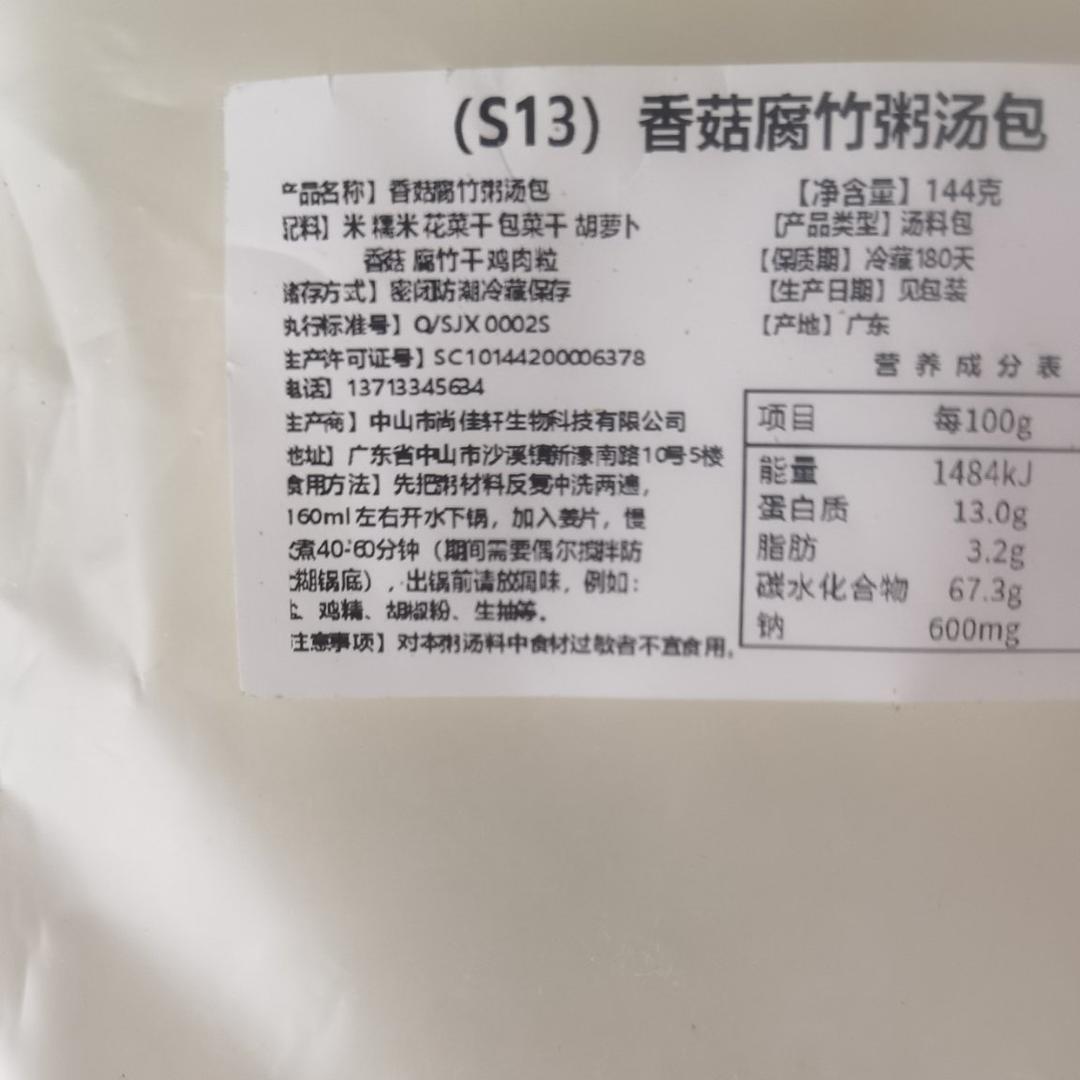 (S13) 香菇腐竹粥汤包
产品名称】香菇腐竹粥汤包
配料】米 糯米 花菜干 包菜干 胡萝卜
香菇 腐竹干 鸡肉粒
储存方式】密闭防潮冷藏保存
执行标准号】Q/SJX 0002S
生产许可证号】SC10144200006378
电话】13713345634
生产商】中山市尚佳轩生物科技有限公司
地址】广东省中山市沙溪镇新濠南路10号5楼
食用方法】先把粥材料反复冲洗两遍，
160ml左右开水下锅，加入姜片，慢
煮40-60分钟（期间需要偶尔搅拌防
糊锅底），出锅前请放调味，例如：
鸡精、胡椒粉、生抽等。
注意事项】对本粥汤料中食材过敏者不宜食用。
【净含量】144克
【产品类型】汤料包
【保质期】冷藏180天
【生产日期】见包装
【产地】广东
营养成分表
项目 每100g
能量 1484kJ
蛋白质 13.0g
脂肪 3.2g
碳水化合物 67.3g
钠 600mg